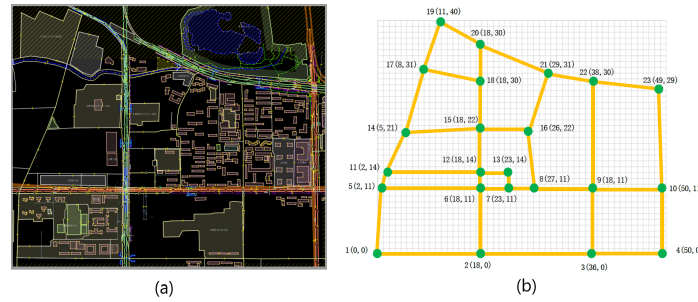 19 (11, 40)
20 (18, 30)
17 (8, 31)
21 (29, 31)
22 (38, 30)
23 (49, 29)
18 (18, 30)
14 (5, 21)
15 (18, 22)
16 (26, 22)
11 (2, 14)
12 (18, 14)
13 (23, 14)
5 (2, 11)
6 (18, 11)
7 (23, 11)
8 (27, 11)
9 (18, 11)
10 (50, 1
1 (0, 0)
2 (18, 0)
3 (36, 0)
4 (50, 0
(a)
(b)